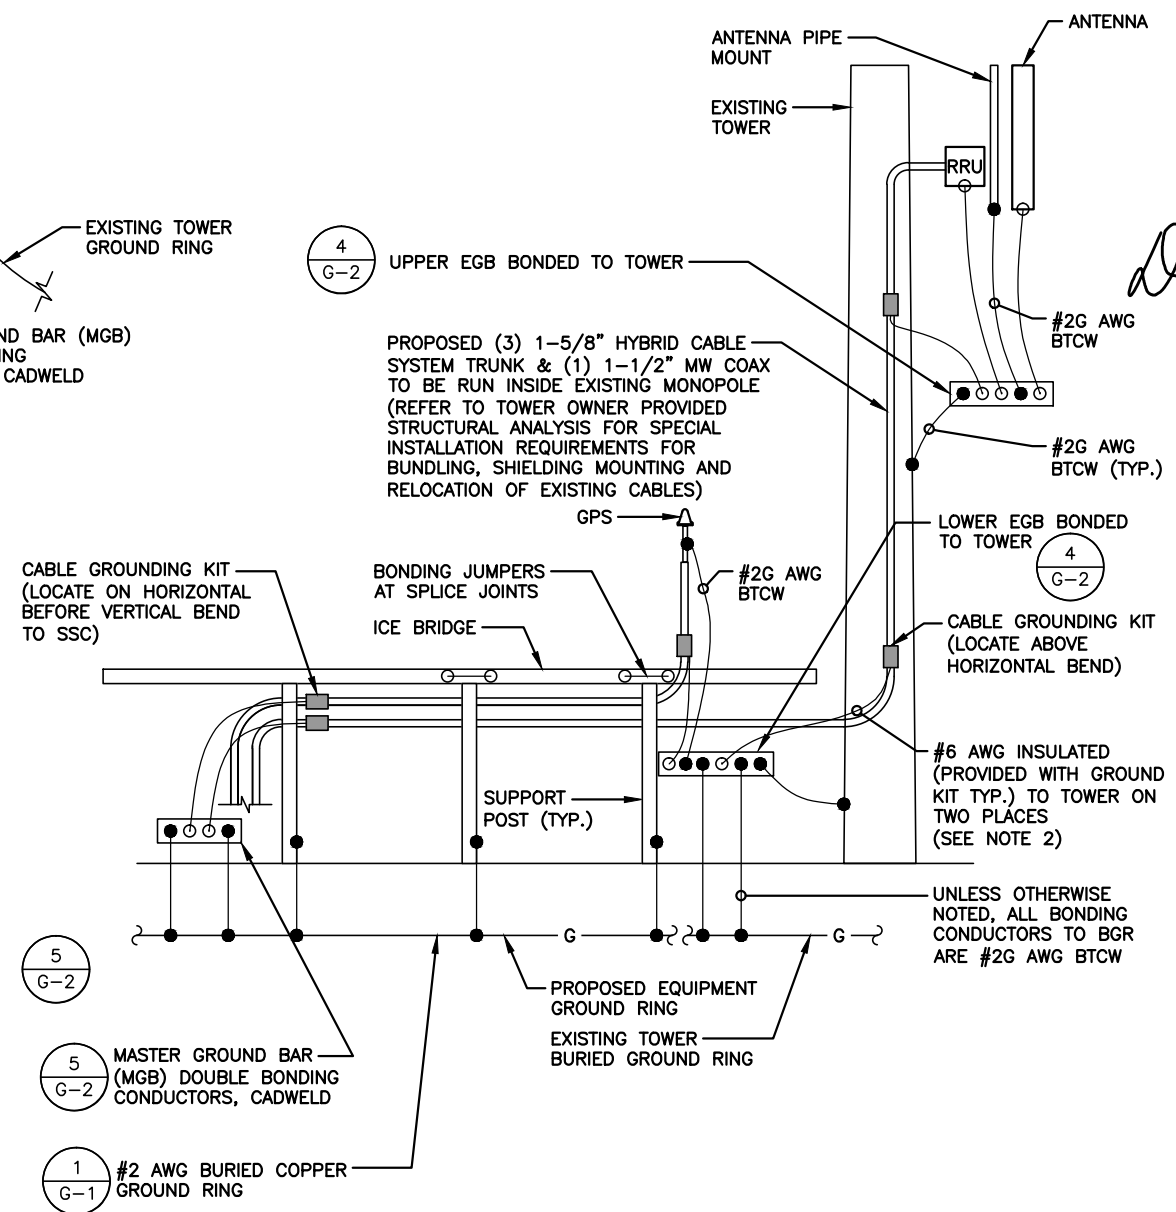 ANTENNA
ANTENNA PIPE
MOUNT
EXISTING
TOWER
RRU
EXISTING TOWER
GROUND RING
4
G-2
UPPER EGB BONDED TO TOWER
#2G AWG
BTCW
ND BAR (MGB)
ING
CADWELD
PROPOSED (3) 1-5/8" HYBRID CABLE
SYSTEM TRUNK & (1) 1-1/2" MW COAX
TO BE RUN INSIDE EXISTING MONOPOLE
(REFER TO TOWER OWNER PROVIDED
STRUCTURAL ANALYSIS FOR SPECIAL
INSTALLATION REQUIREMENTS FOR
BUNDLING, SHIELDING MOUNTING AND
RELOCATION OF EXISTING CABLES)
#2G AWG
BTCW (TYP.)
GPS
LOWER EGB BONDED
TO TOWER
4
G-2
CABLE GROUNDING KIT
(LOCATE ON HORIZONTAL
BEFORE VERTICAL BEND
TO SSC)
BONDING JUMPERS
AT SPLICE JOINTS
ICE BRIDGE
#2G AWG
BTCW
CABLE GROUNDING KIT
(LOCATE ABOVE
HORIZONTAL BEND)
#6 AWG INSULATED
(PROVIDED WITH GROUND
KIT TYP.) TO TOWER ON
TWO PLACES
(SEE NOTE 2)
SUPPORT
POST (TYP.)
UNLESS OTHERWISE
NOTED, ALL BONDING
CONDUCTORS TO BGR
ARE #2G AWG BTCW
G
G
5
G-2
PROPOSED EQUIPMENT
GROUND RING
EXISTING TOWER
BURIED GROUND RING
5
G-2
MASTER GROUND BAR
(MGB) DOUBLE BONDING
CONDUCTORS, CADWELD
1
G-1
#2 AWG BURIED COPPER
GROUND RING